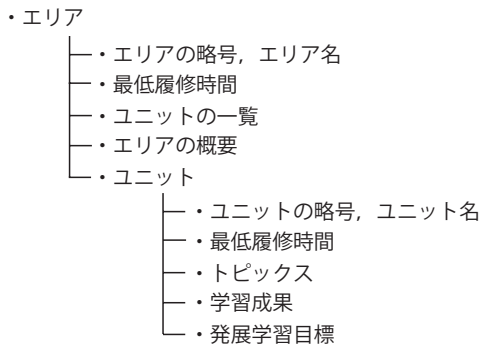 ・エリア
・エリアの略号，エリア名
・最低履修時間
・ユニットの一覧
・エリアの概要
・ユニット
・ユニットの略号，ユニット名
・最低履修時間
・トピックス
・学習成果
・発展学習目標